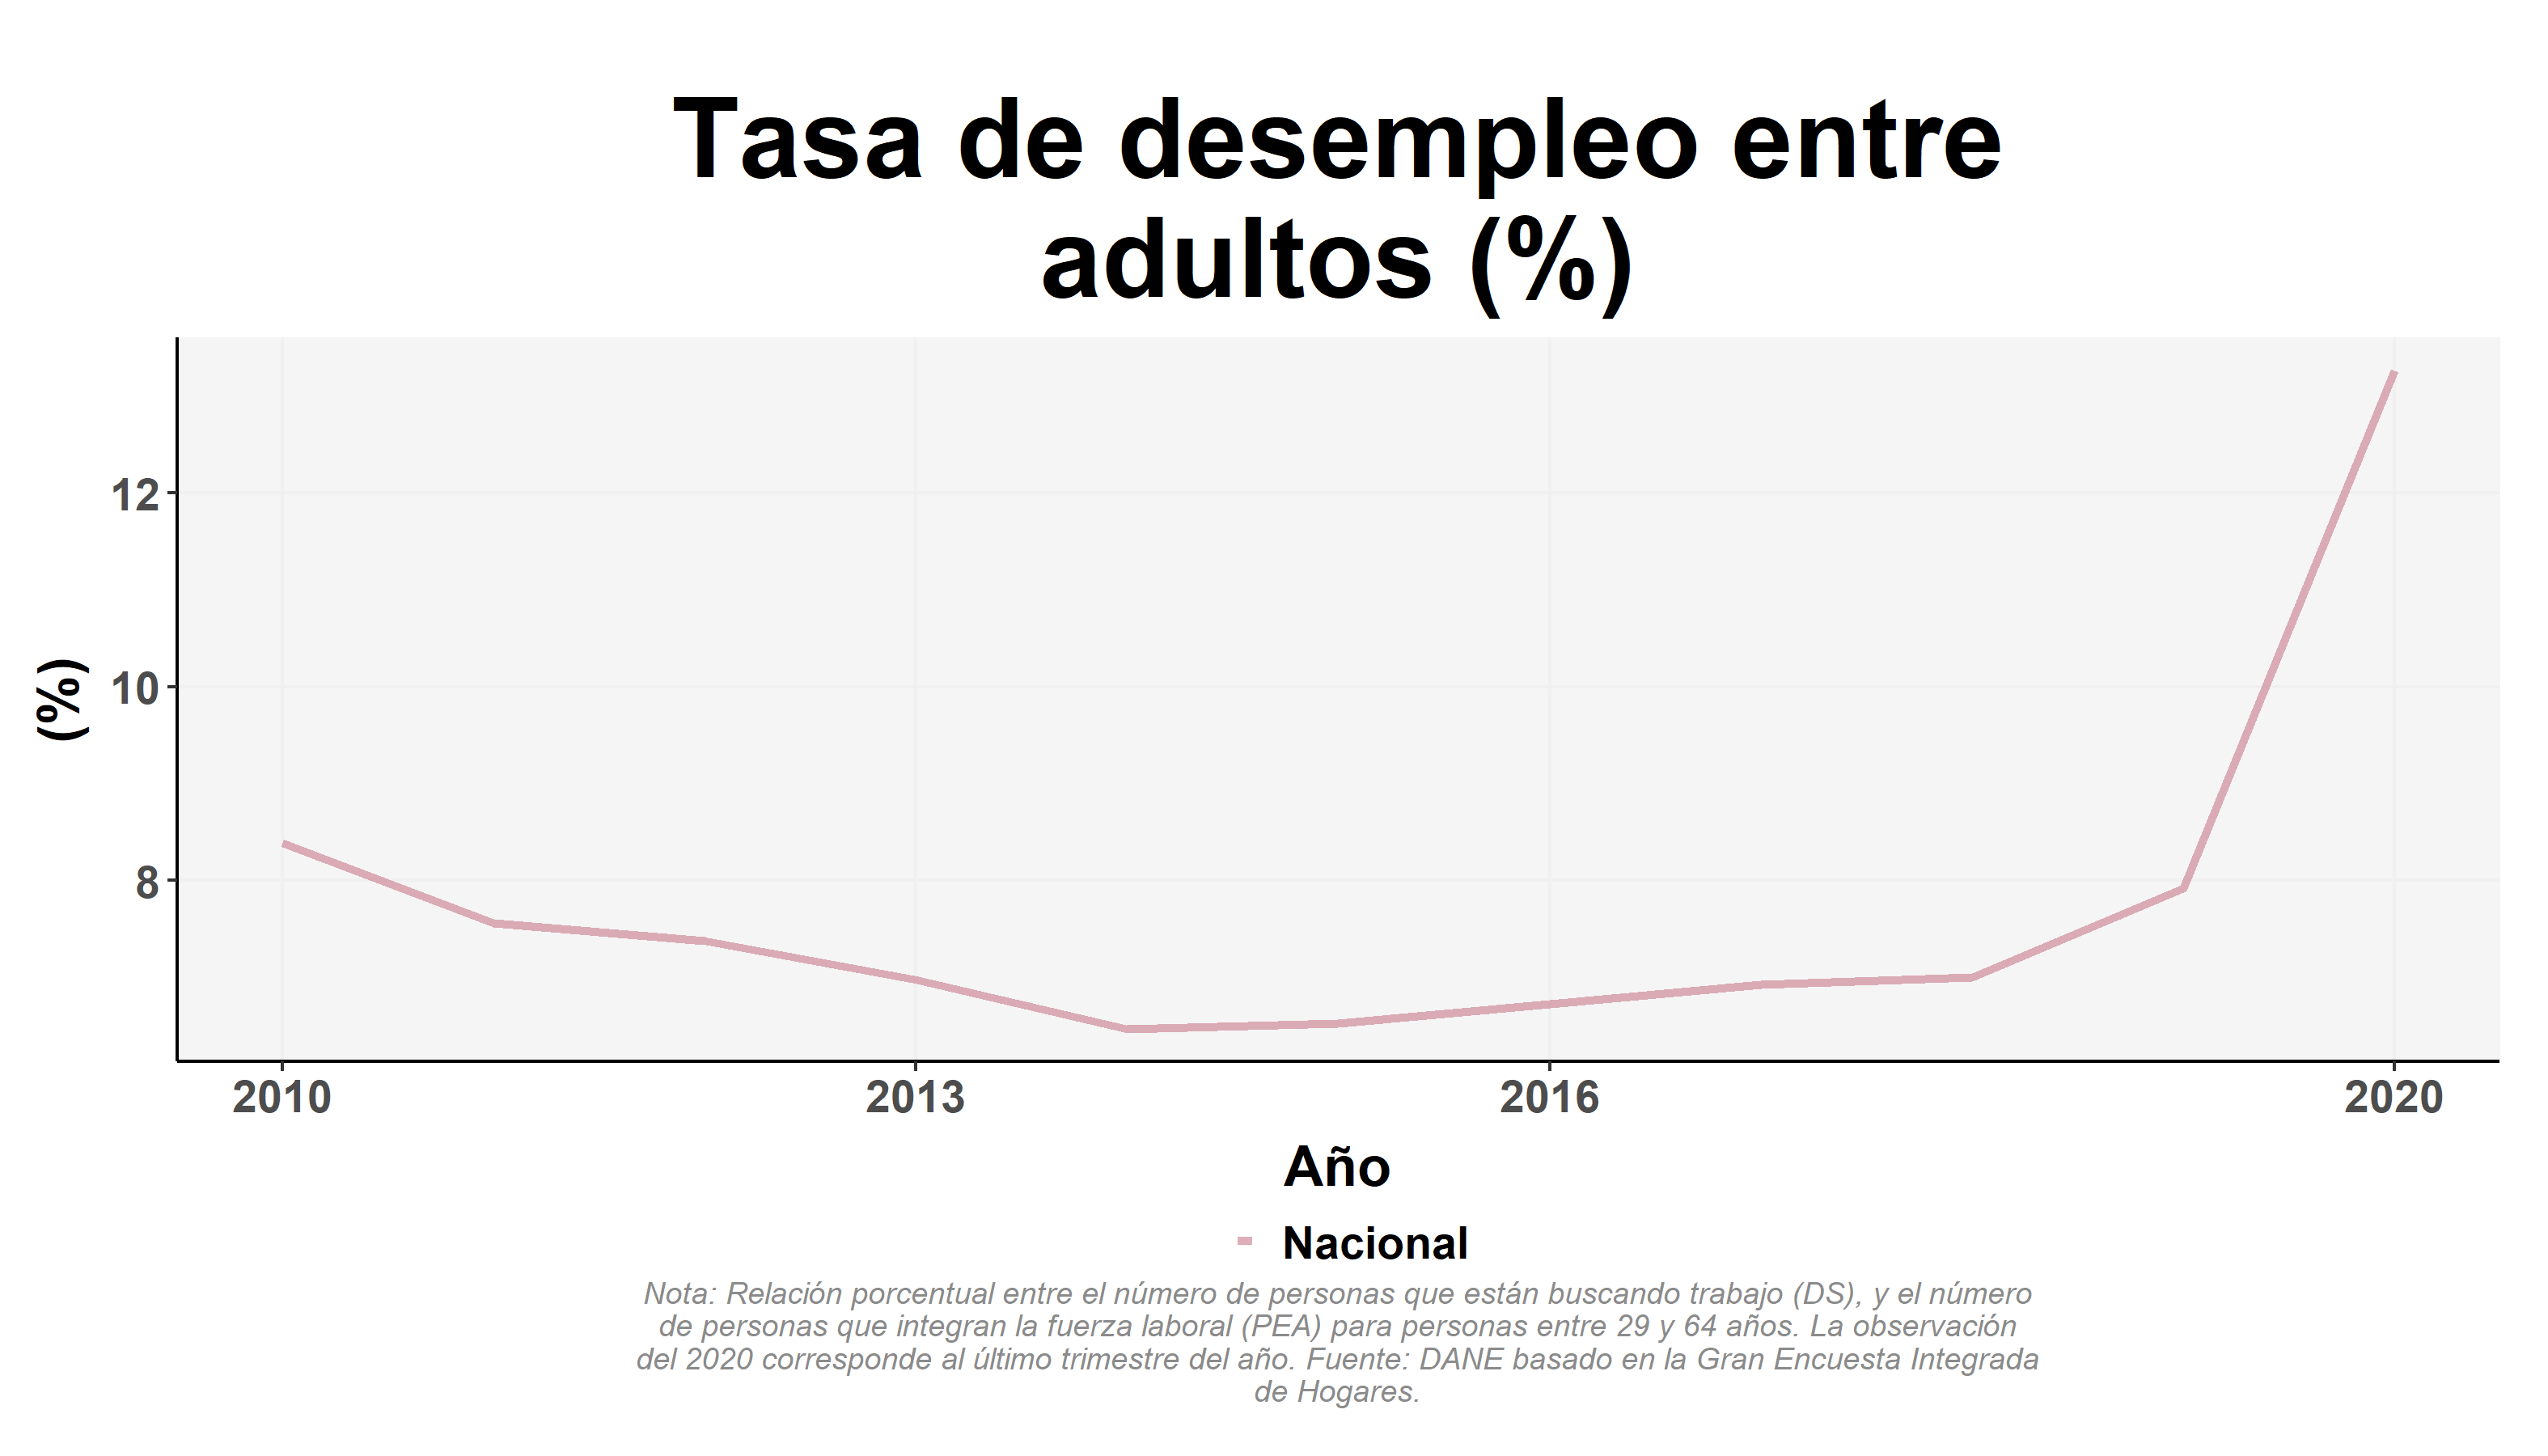 Tasa de desempleo entre
adultos (%)
12
10
8
(%)
2010
2013
2016
2020
Año
Nacional
Nota: Relación porcentual entre el número de personas que están buscando trabajo (DS), y el número
de personas que integran la fuerza laboral (PEA) para personas entre 29 y 64 años. La observación
del 2020 corresponde al último trimestre del año. Fuente: DANE basado en la Gran Encuesta Integrada
de Hogares.